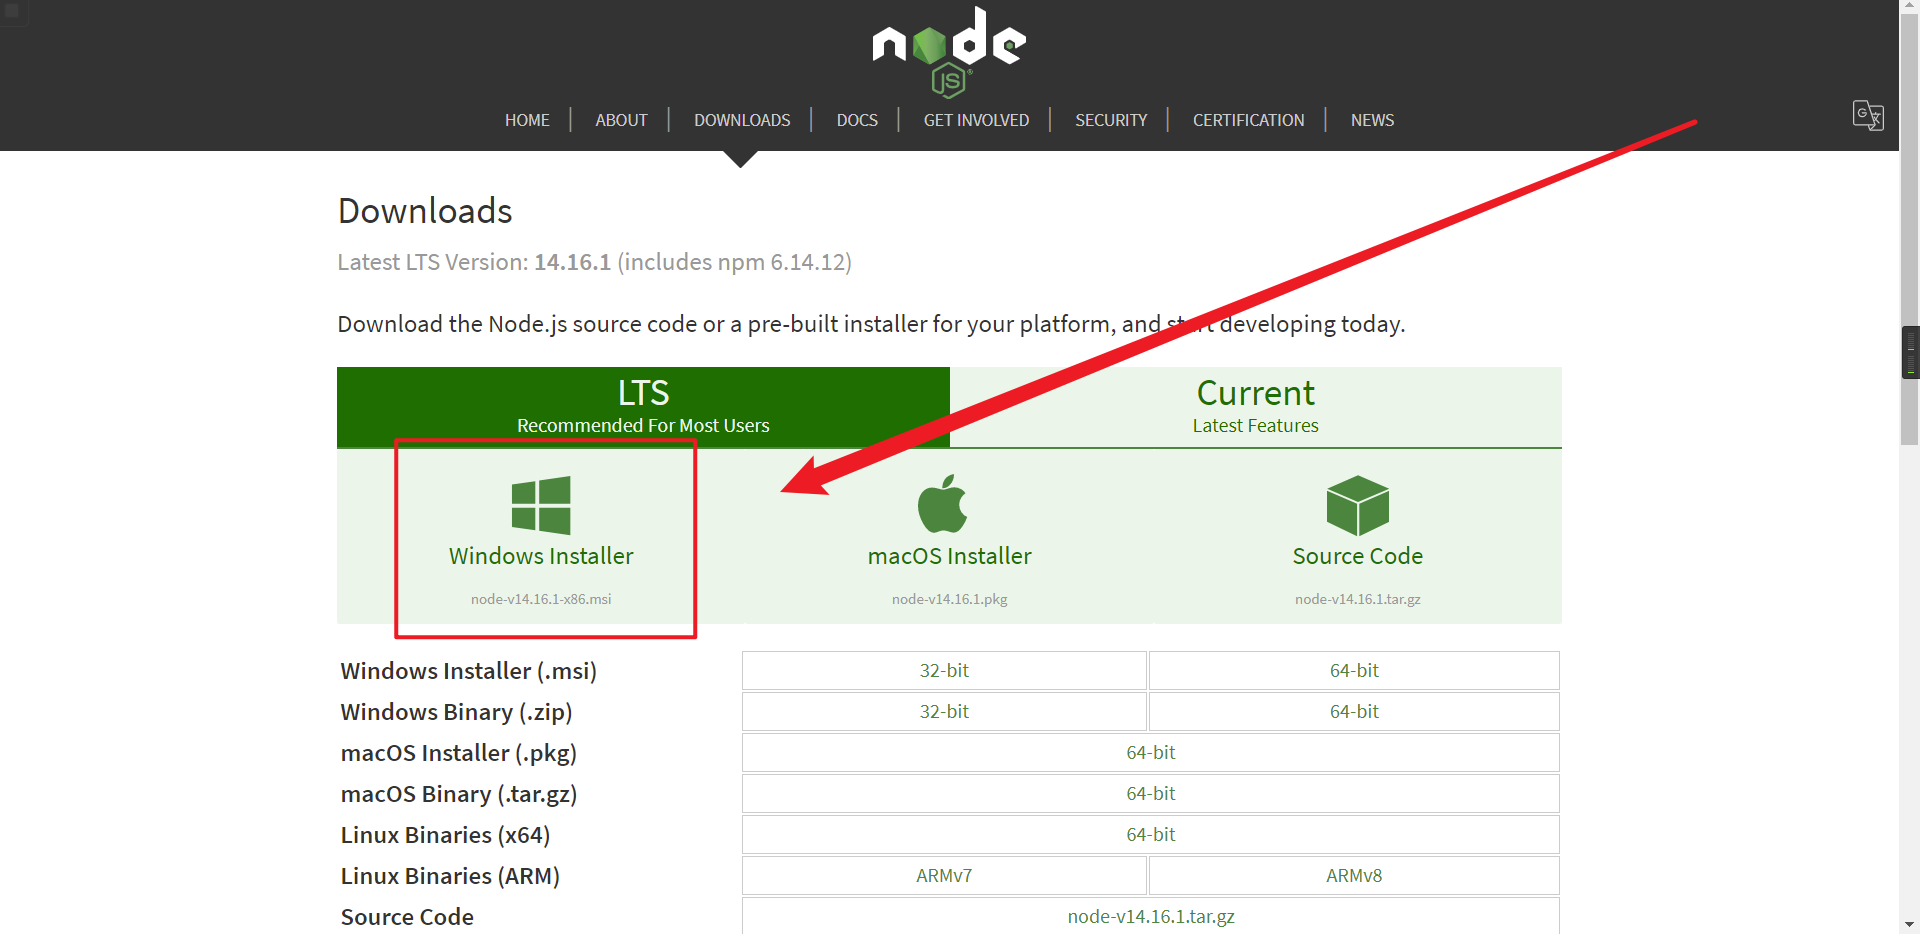 node
JS
HOME ABOUT DOWNLOADS DOCS GET INVOLVED SECURITY CERTIFICATION NEWS
Downloads
Latest LTS Version: 14.16.1 (includes npm 6.14.12)
Download the Node.js source code or a pre-built installer for your platform, and start developing today.
LTS
Recommended For Most Users
Current
Latest Features
Windows Installer
node-v14.16.1-x86.msi
macOS Installer
node-v14.16.1.pkg
Source Code
node-v14.16.1.tar.gz
Windows Installer (.msi) 32-bit 64-bit
Windows Binary (.zip) 32-bit 64-bit
macOS Installer (.pkg) 64-bit
macOS Binary (.tar.gz) 64-bit
Linux Binaries (x64) 64-bit
Linux Binaries (ARM) ARMv7 ARMv8
Source Code node-v14.16.1.tar.gz